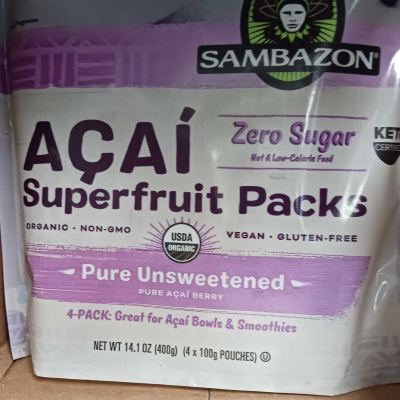 SAMBAZON
AÇAÍ
Zero Sugar
Not A Low-Calorie Food
KETO
CERTIFIED
Superfruit Packs
ORGANIC • NON-GMO
USDA
ORGANIC
VEGAN • GLUTEN-FREE
Pure Unsweetened
PURE AÇAÍ BERRY
4-PACK: Great for Açaí Bowls & Smoothies
NET WT 14.1 OZ (400g) (4 x 100g POUCHES) U